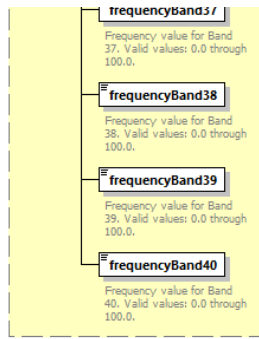 frequencyBand37
Frequency value for Band
37. Valid values: 0.0 through
100.0.
frequencyBand38
Frequency value for Band
38. Valid values: 0.0 through
100.0.
frequencyBand39
Frequency value for Band
39. Valid values: 0.0 through
100.0.
frequencyBand40
Frequency value for Band
40. Valid values: 0.0 through
100.0.